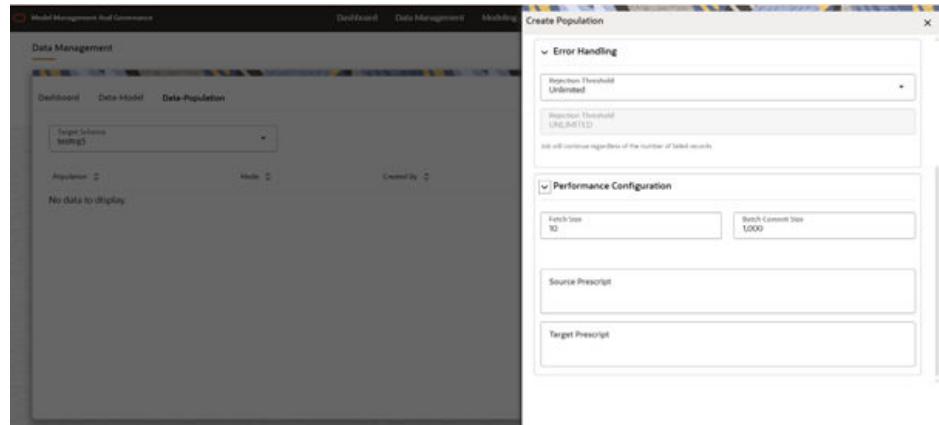 Model Management And Governance
Dashboard Data Management Modeling
Data Management
Dashboard Data-Model Data-Population
Target Schema
testing5
Population Mode Created By
No data to display.
Create Population
Error Handling
Rejection Threshold
Unlimited
Rejection Threshold
UNLIMITED
Job will continue regardless of the number of failed records
Performance Configuration
Fetch Size Batch Commit Size
10 1,000
Source Prescript
Target Prescript